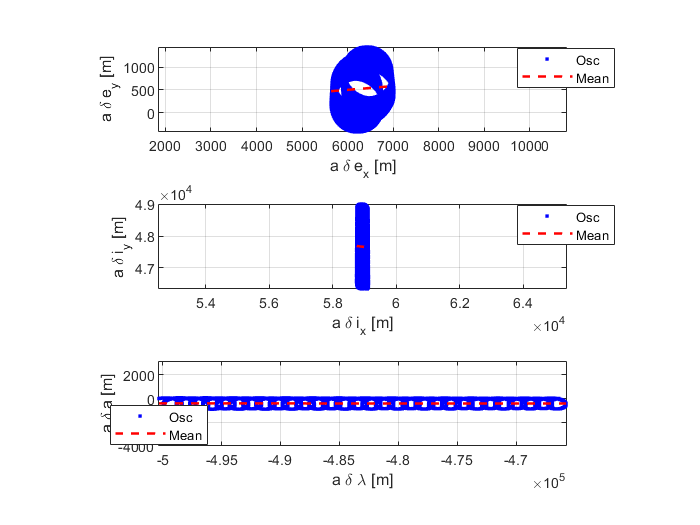 1000
500
0
a δ e_y [m]
Osc
Mean
2000 3000 4000 5000 6000 7000 8000 9000 10000
a δ e_x [m]
×10^4
4.9
4.8
4.7
a δ i_y [m]
Osc
Mean
5.4 5.6 5.8 6 6.2 6.4
a δ i_x [m]
×10^4
2000
0
-4000
a δ a [m]
Osc
Mean
-5 -4.95 -4.9 -4.85 -4.8 -4.75 -4.7
a δ λ [m]
×10^5